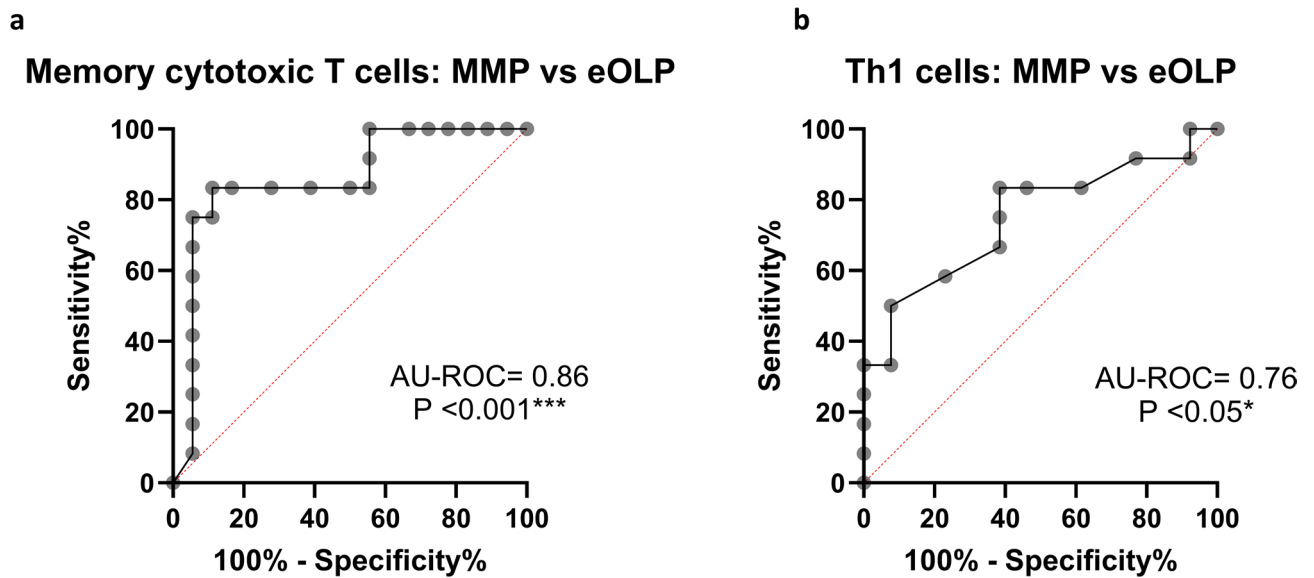 a
Memory cytotoxic T cells: MMP vs eOLP
Sensitivity%
100
80
60
40
20
0
AU-ROC= 0.86
P <0.001***
0 20 40 60 80 100
100% - Specificity%
b
Th1 cells: MMP vs eOLP
Sensitivity%
100
80
60
40
20
0
AU-ROC= 0.76
P <0.05*
0 20 40 60 80 100
100% - Specificity%